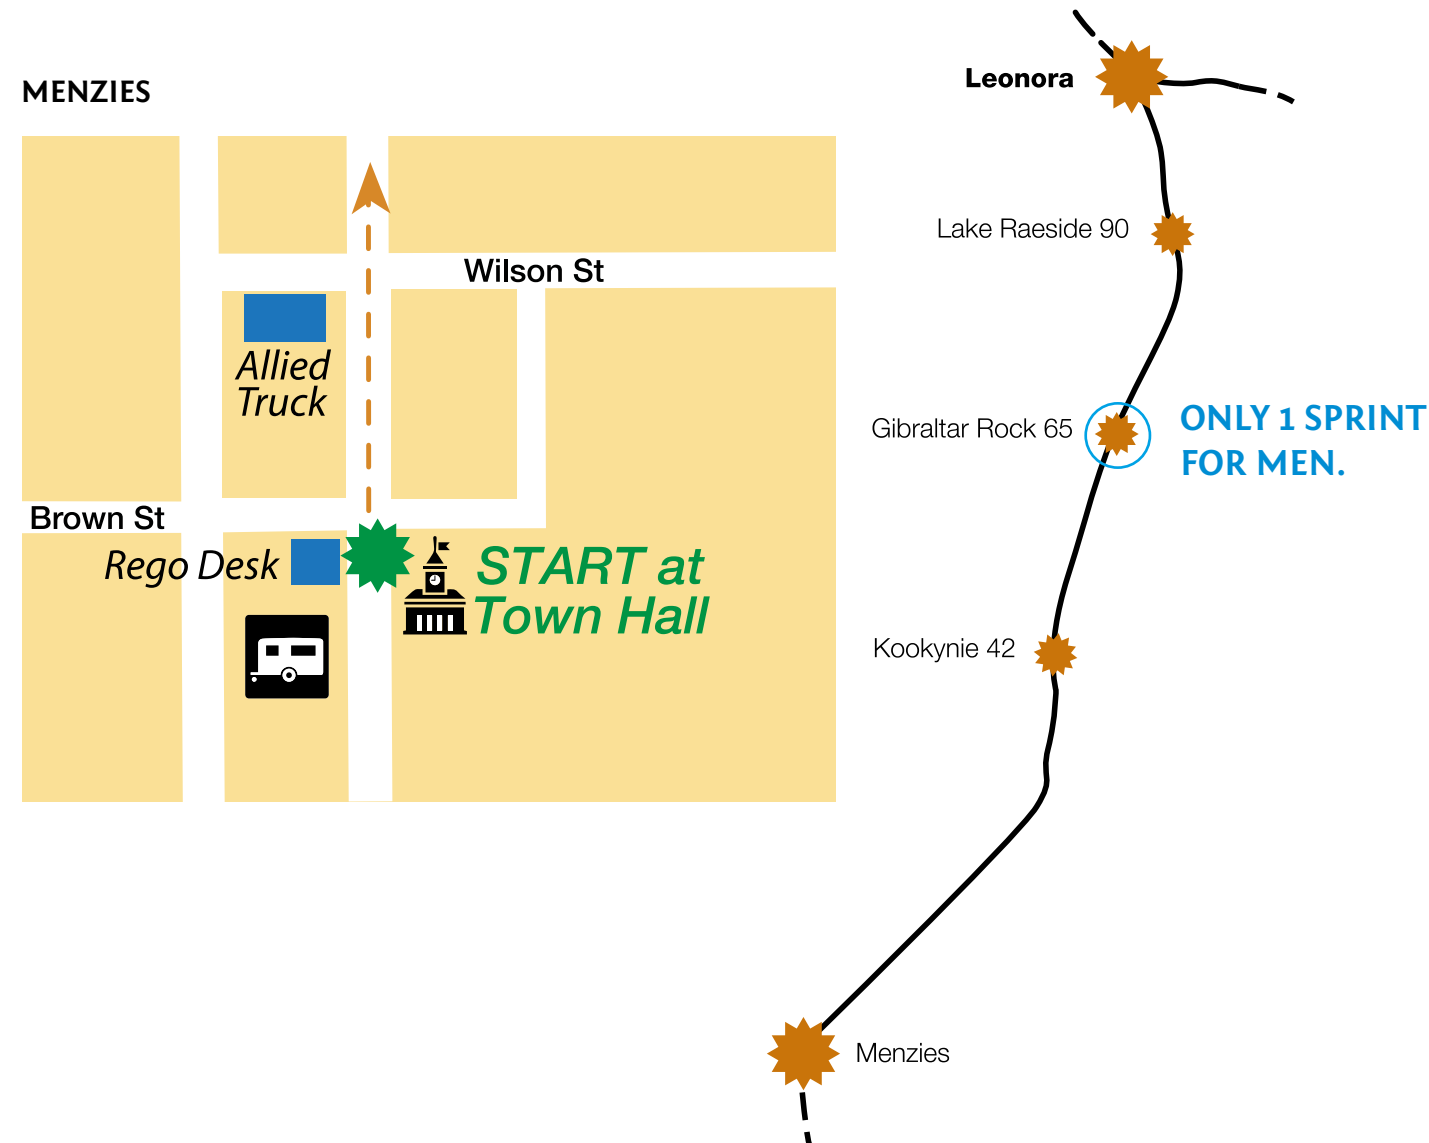 MENZIES
Wilson St
Allied
Truck
Brown St
Rego Desk
START at
Town Hall
Leonora
Lake Raeside 90
Gibraltar Rock 65
ONLY 1 SPRINT
FOR MEN.
Kookynie 42
Menzies